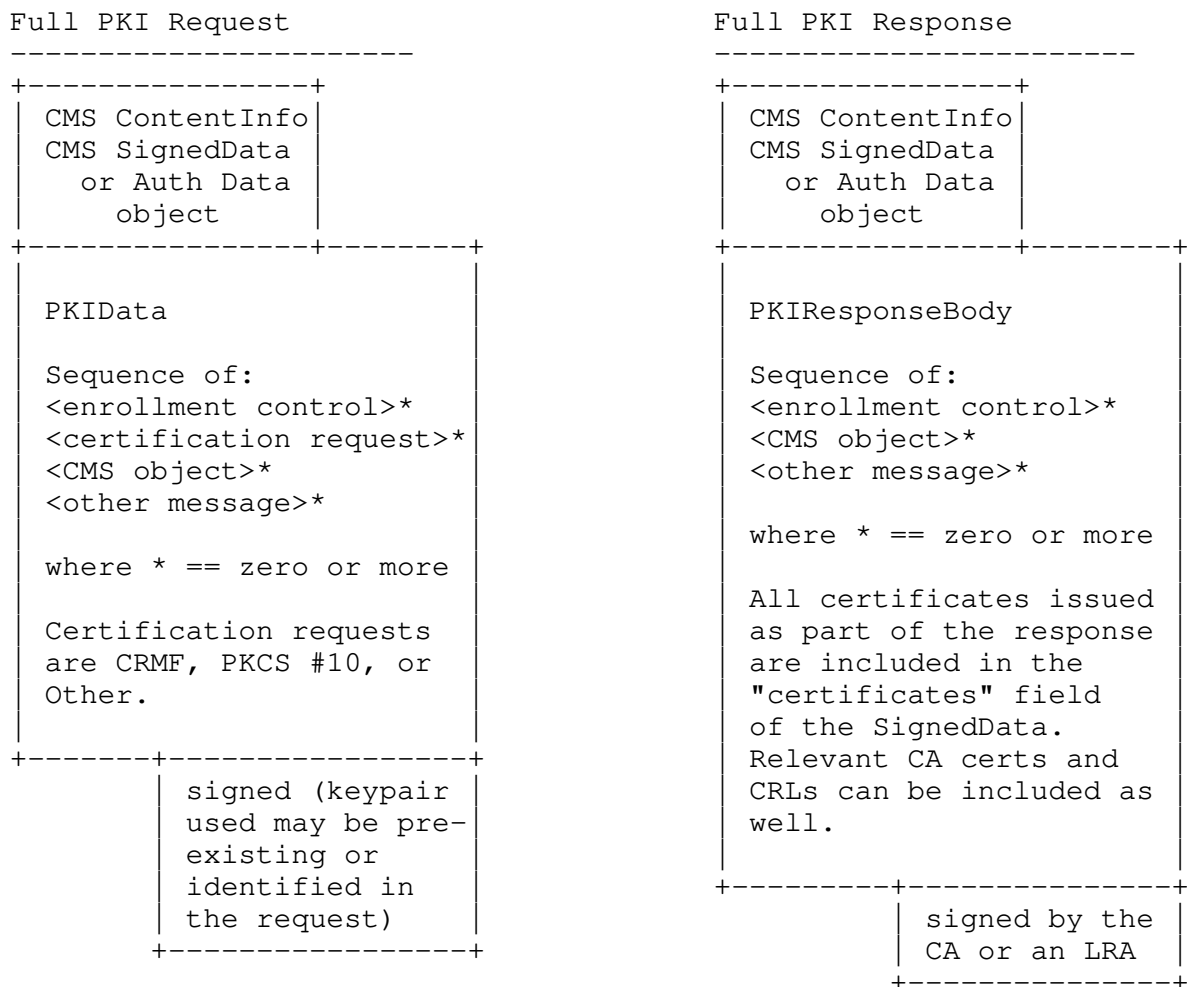 Full PKI Request
Full PKI Response
CMS ContentInfo
CMS SignedData
or Auth Data
object
CMS ContentInfo
CMS SignedData
or Auth Data
object
PKIData
Sequence of:
<enrollment control>*
<certification request>*
<CMS object>*
<other message>*
where * == zero or more
Certification requests
are CRMF, PKCS #10, or
Other.
signed (keypair
used may be pre-
existing or
identified in
the request)
PKIResponseBody
Sequence of:
<enrollment control>*
<CMS object>*
<other message>*
where * == zero or more
All certificates issued
as part of the response
are included in the
"certificates" field
of the SignedData.
Relevant CA certs and
CRLs can be included as
well.
signed by the
CA or an LRA